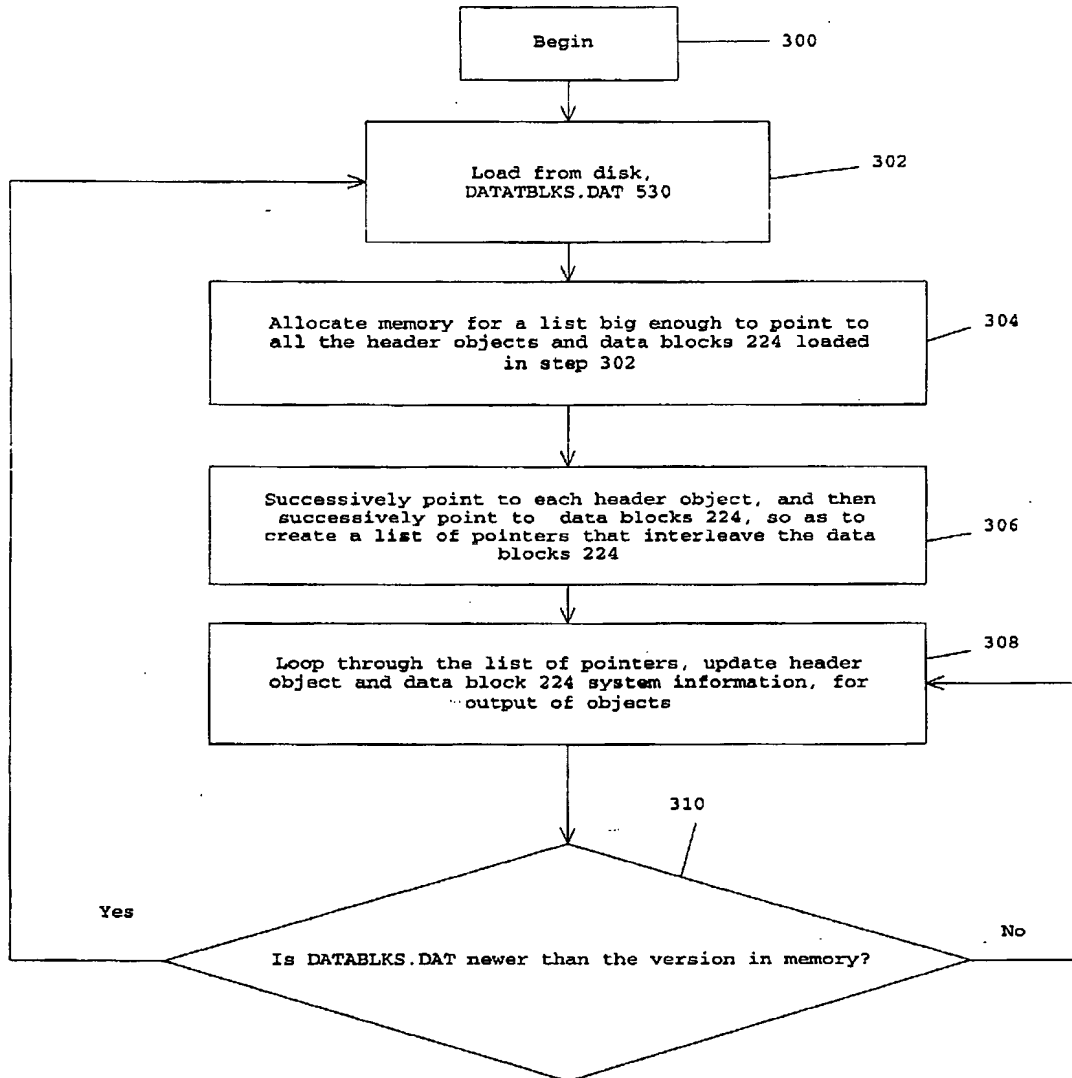 Begin
300
Load from disk,
DATATBLKS.DAT 530
302
Allocate memory for a list big enough to point to
all the header objects and data blocks 224 loaded
in step 302
304
Successively point to each header object, and then
successively point to data blocks 224, so as to
create a list of pointers that interleave the data
blocks 224
306
Loop through the list of pointers, update header
object and data block 224 system information, for
output of objects
308
310
Yes
No
Is DATABLKS.DAT newer than the version in memory?